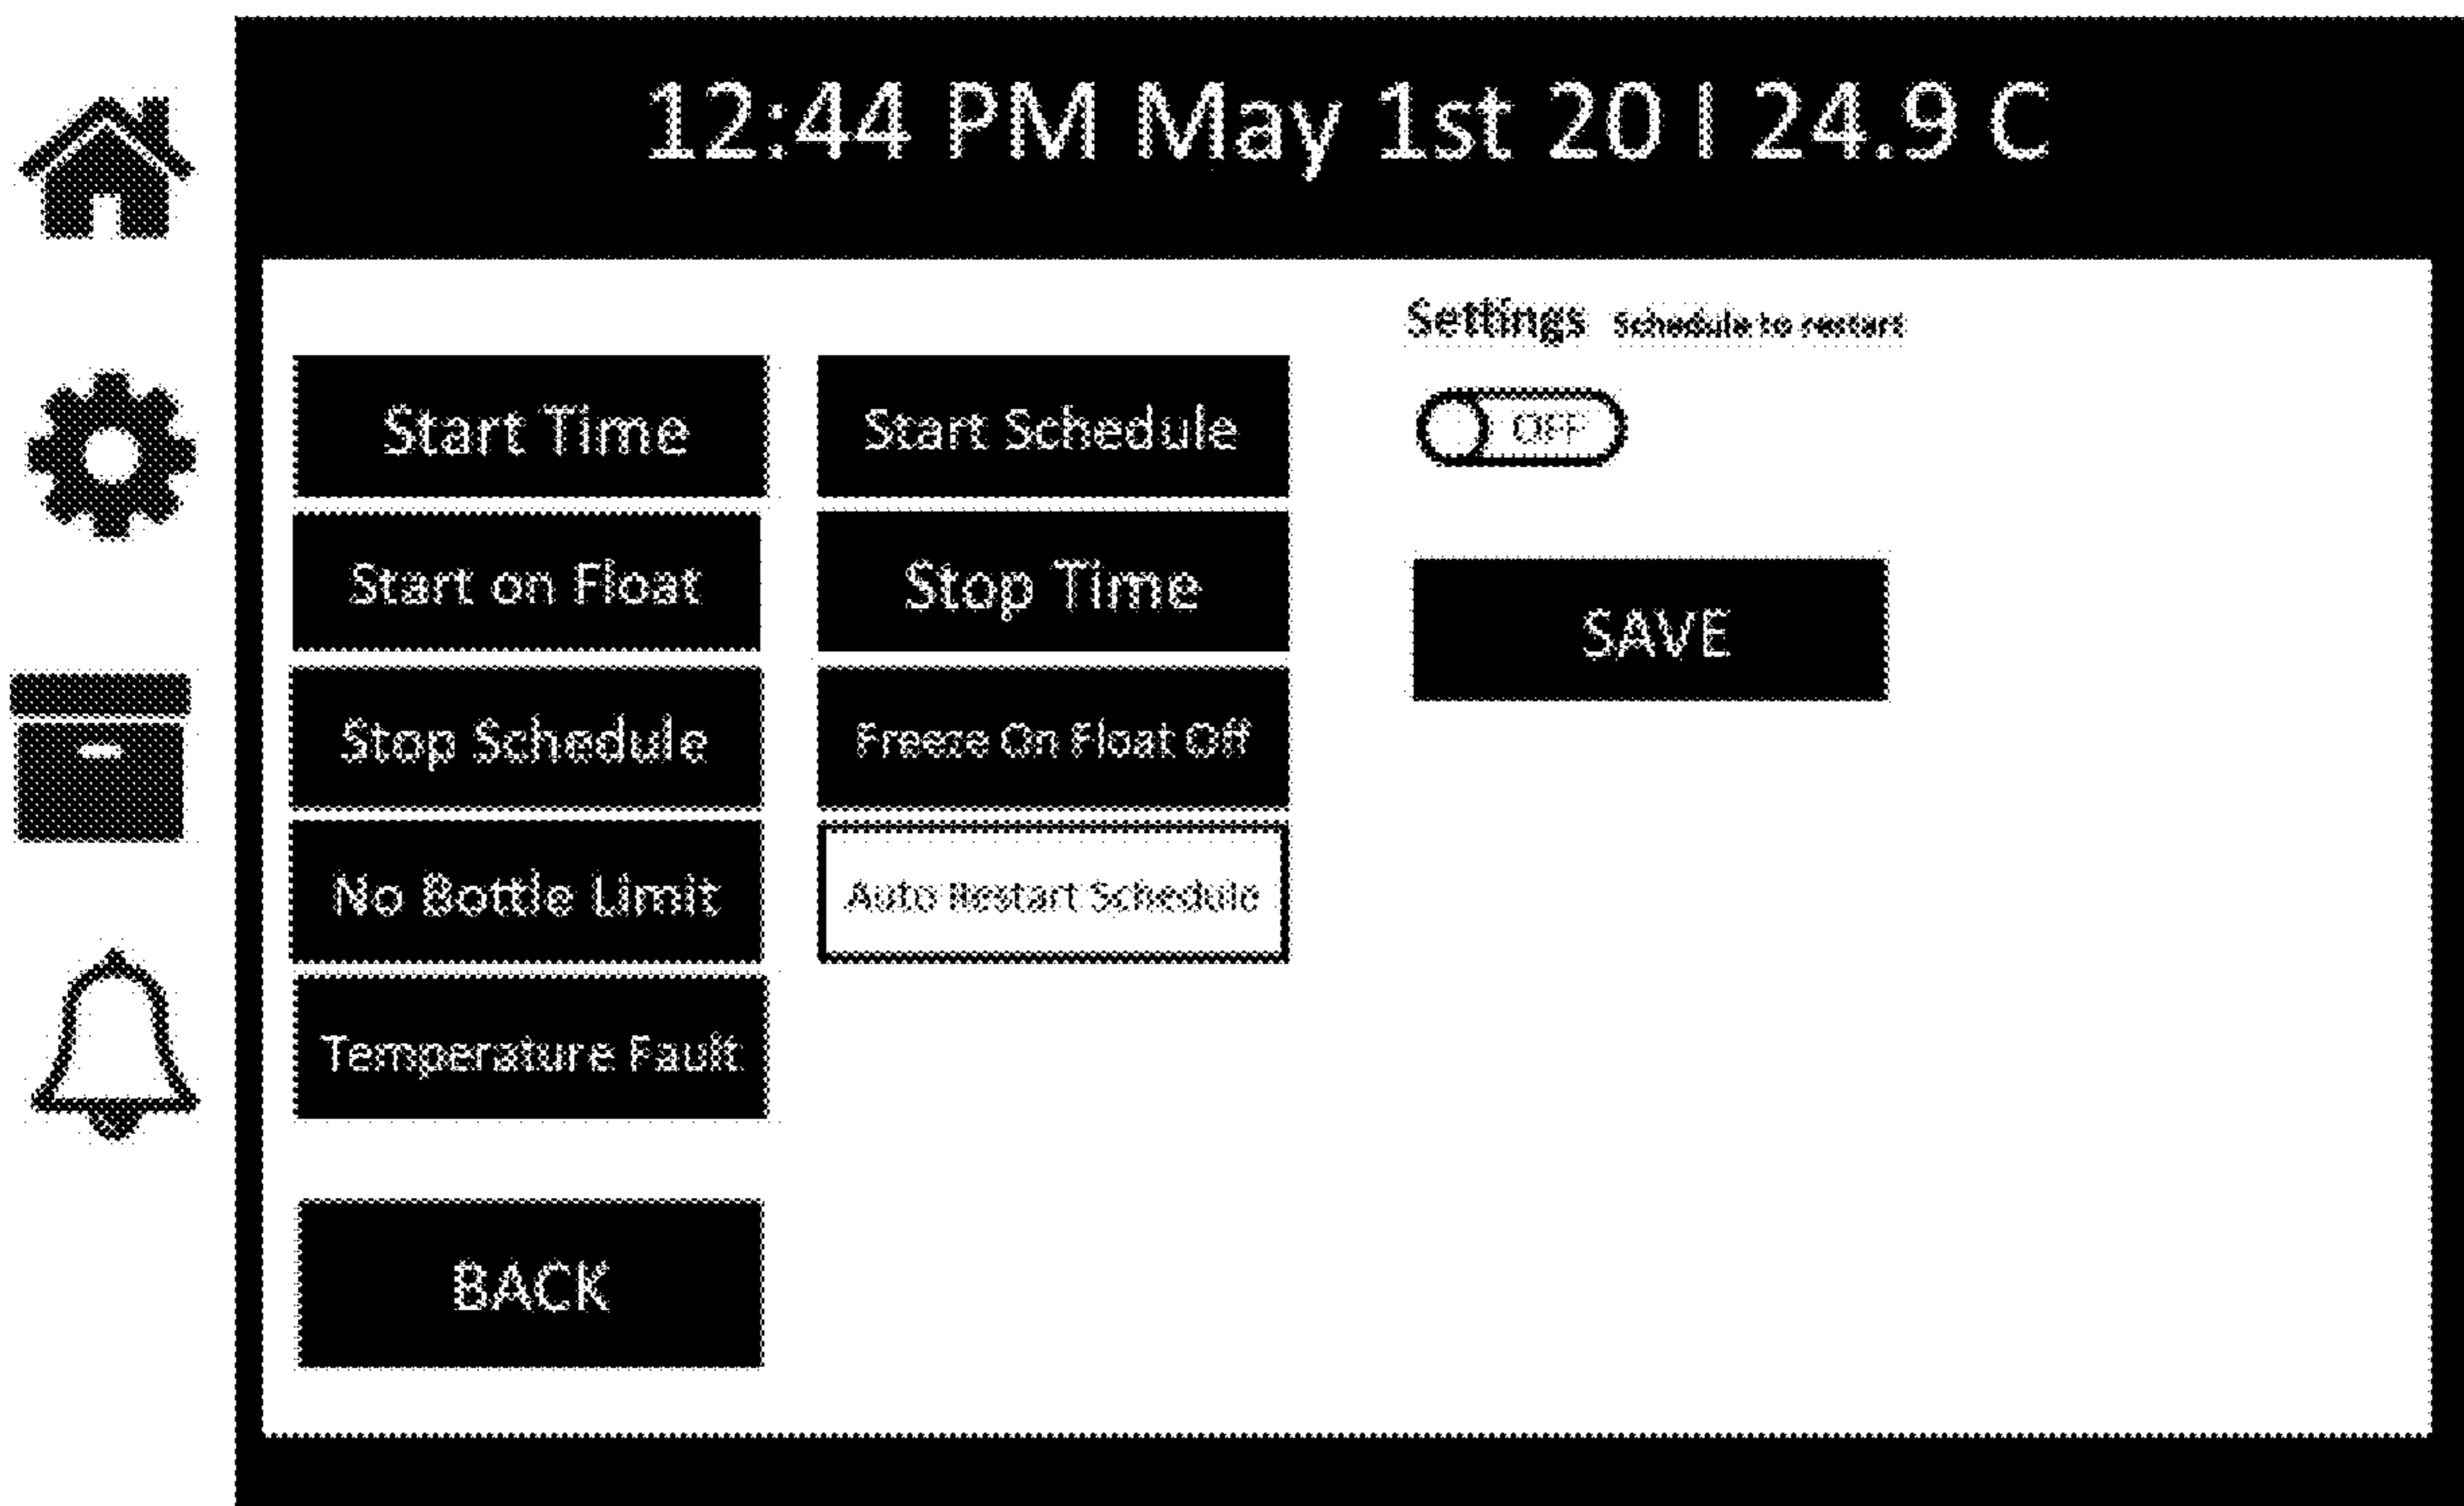 12:44 PM May 1st 20 I 24.9 C
Settings Schedule to restart
Start Time
Start Schedule
OFF
Start on Float
Stop Time
SAVE
Stop Schedule
Freeze On Float Off
No Bottle Limit
Auto Restart Schedule
Temperature Fault
BACK